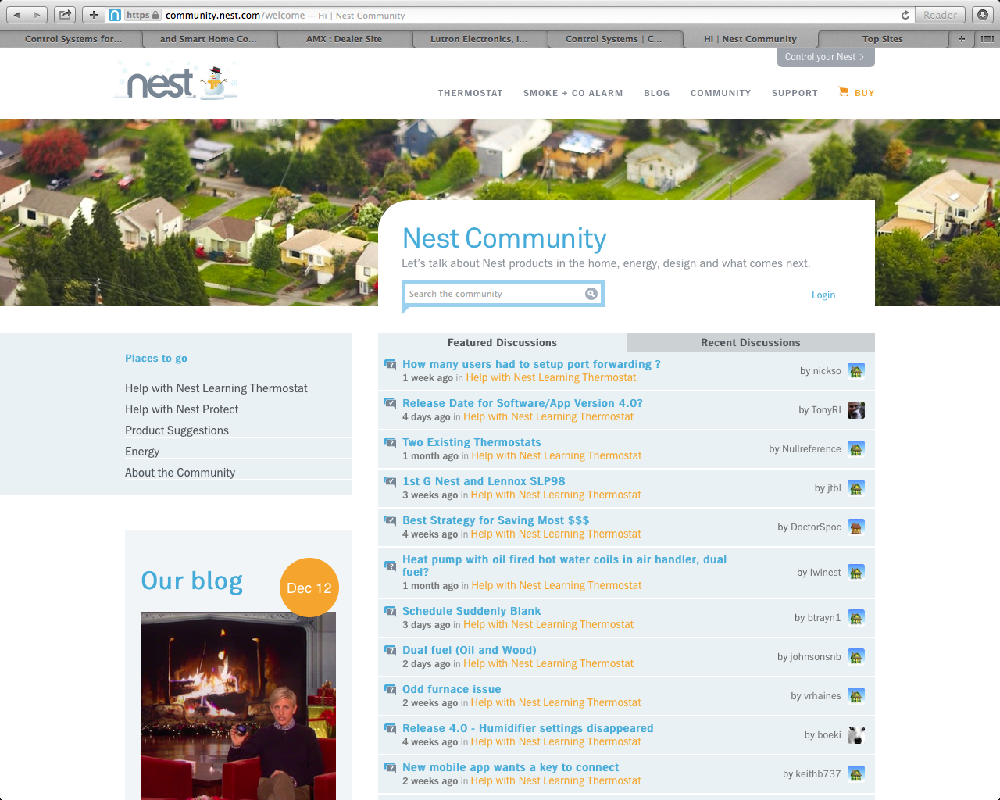 https community.nest.com/welcome — Hi | Nest Community Reader
Control Systems for... and Smart Home Co... AMX : Dealer Site Lutron Electronics, I... Control Systems | C... Hi | Nest Community Top Sites
Control your Nest >
nest
THERMOSTAT SMOKE + CO ALARM BLOG COMMUNITY SUPPORT BUY
Nest Community
Let's talk about Nest products in the home, energy, design and what comes next.
Search the community
Login
Places to go
Help with Nest Learning Thermostat
Help with Nest Protect
Product Suggestions
Energy
About the Community
Our blog
Dec 12
Featured Discussions Recent Discussions
How many users had to setup port forwarding ?
1 week ago in Help with Nest Learning Thermostat
by nickso
Release Date for Software/App Version 4.0?
4 days ago in Help with Nest Learning Thermostat
by TonyRI
Two Existing Thermostats
1 month ago in Help with Nest Learning Thermostat
by Nullreference
1st G Nest and Lennox SLP98
3 weeks ago in Help with Nest Learning Thermostat
by jtbl
Best Strategy for Saving Most $$$
4 weeks ago in Help with Nest Learning Thermostat
by DoctorSpoc
Heat pump with oil fired hot water coils in air handler, dual
fuel?
1 month ago in Help with Nest Learning Thermostat
by lwinest
Schedule Suddenly Blank
3 days ago in Help with Nest Learning Thermostat
by btrayn1
Dual fuel (Oil and Wood)
2 days ago in Help with Nest Learning Thermostat
by johnsonsnb
Odd furnace issue
2 weeks ago in Help with Nest Learning Thermostat
by vrhaines
Release 4.0 - Humidifier settings disappeared
4 weeks ago in Help with Nest Learning Thermostat
by boeki
New mobile app wants a key to connect
2 weeks ago in Help with Nest Learning Thermostat
by keithb737